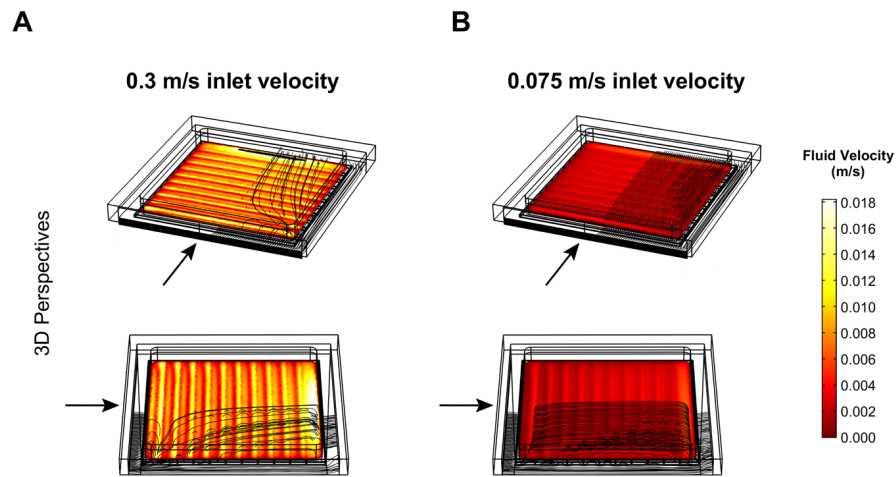 A
B
0.3 m/s inlet velocity
0.075 m/s inlet velocity
3D Perspectives
Fluid Velocity
(m/s)
0.018
0.016
0.014
0.012
0.010
0.008
0.006
0.004
0.002
0.000